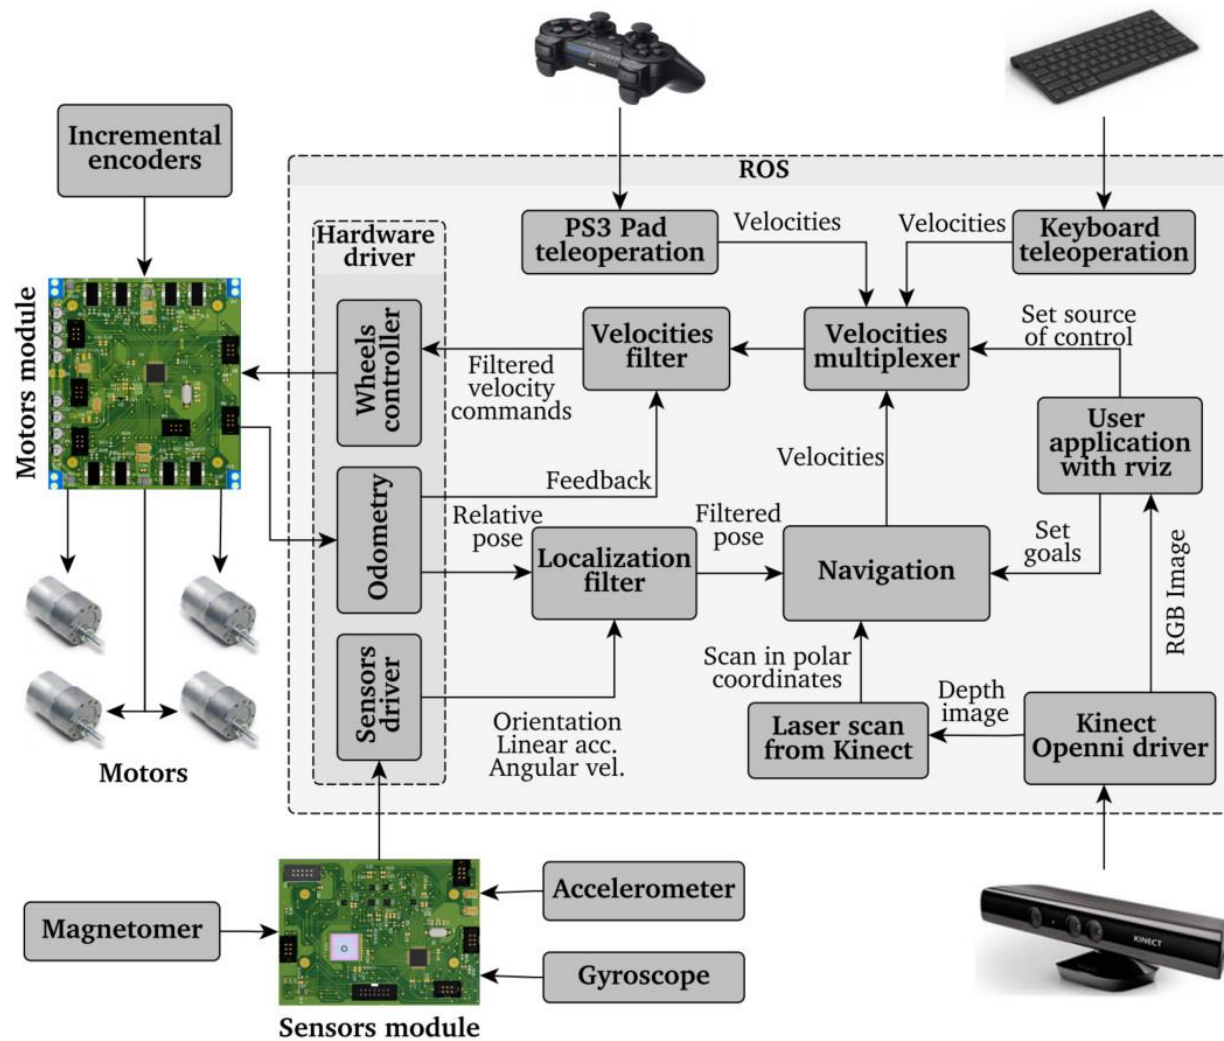 Incremental
encoders
ROS
PS3 Pad
teleoperation
Velocities
Velocities
Keyboard
teleoperation
Hardware
driver
Motors module
Wheels
controller
Filtered
velocity
commands
Velocities
filter
Velocities
multiplexer
Set source
of control
User
application
with rviz
Velocities
Feedback
Odometry
Relative
pose
Localization
filter
Filtered
pose
Navigation
Set
goals
RGB Image
Sensors
driver
Orientation
Linear acc.
Angular vel.
Scan in polar
coordinates
Laser scan
from Kinect
Depth
image
Kinect
Openni driver
Motors
Magnetomer
Accelerometer
Gyroscope
Sensors module
KINECT